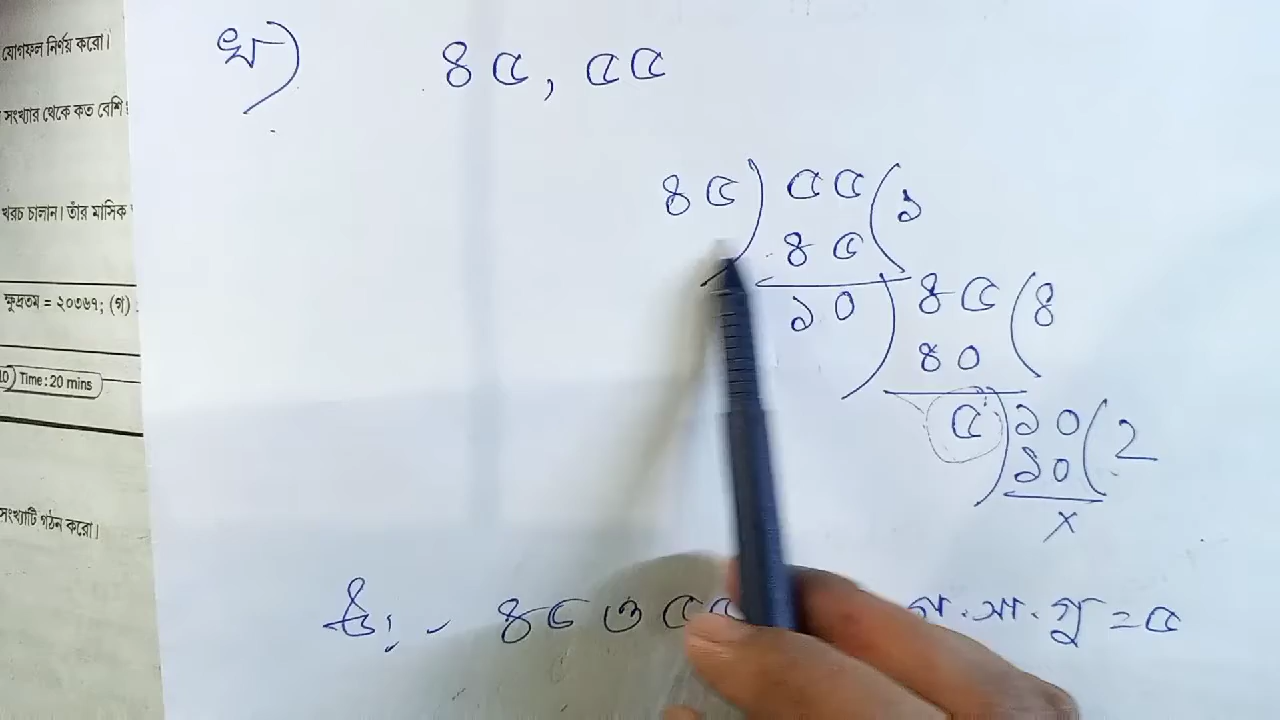 যোগফল নির্ণয় করো।
সংখ্যার থেকে কত বেশি
খরচ চালান। তাঁর মাসিক
ক্ষুদ্রতম = ২০৩৬৭; (গ)
Time : 20 mins
সংখ্যাটি গঠন করো।
খ) ৪৫, ৫৫
৪৫) ৫৫ (১
৪৫
১০) ৪৫ (৪
৪০
৫) ১০ (2
১০
x
উঃ - ৪৫ ও ৫৫ গ.সা.গু = ৫